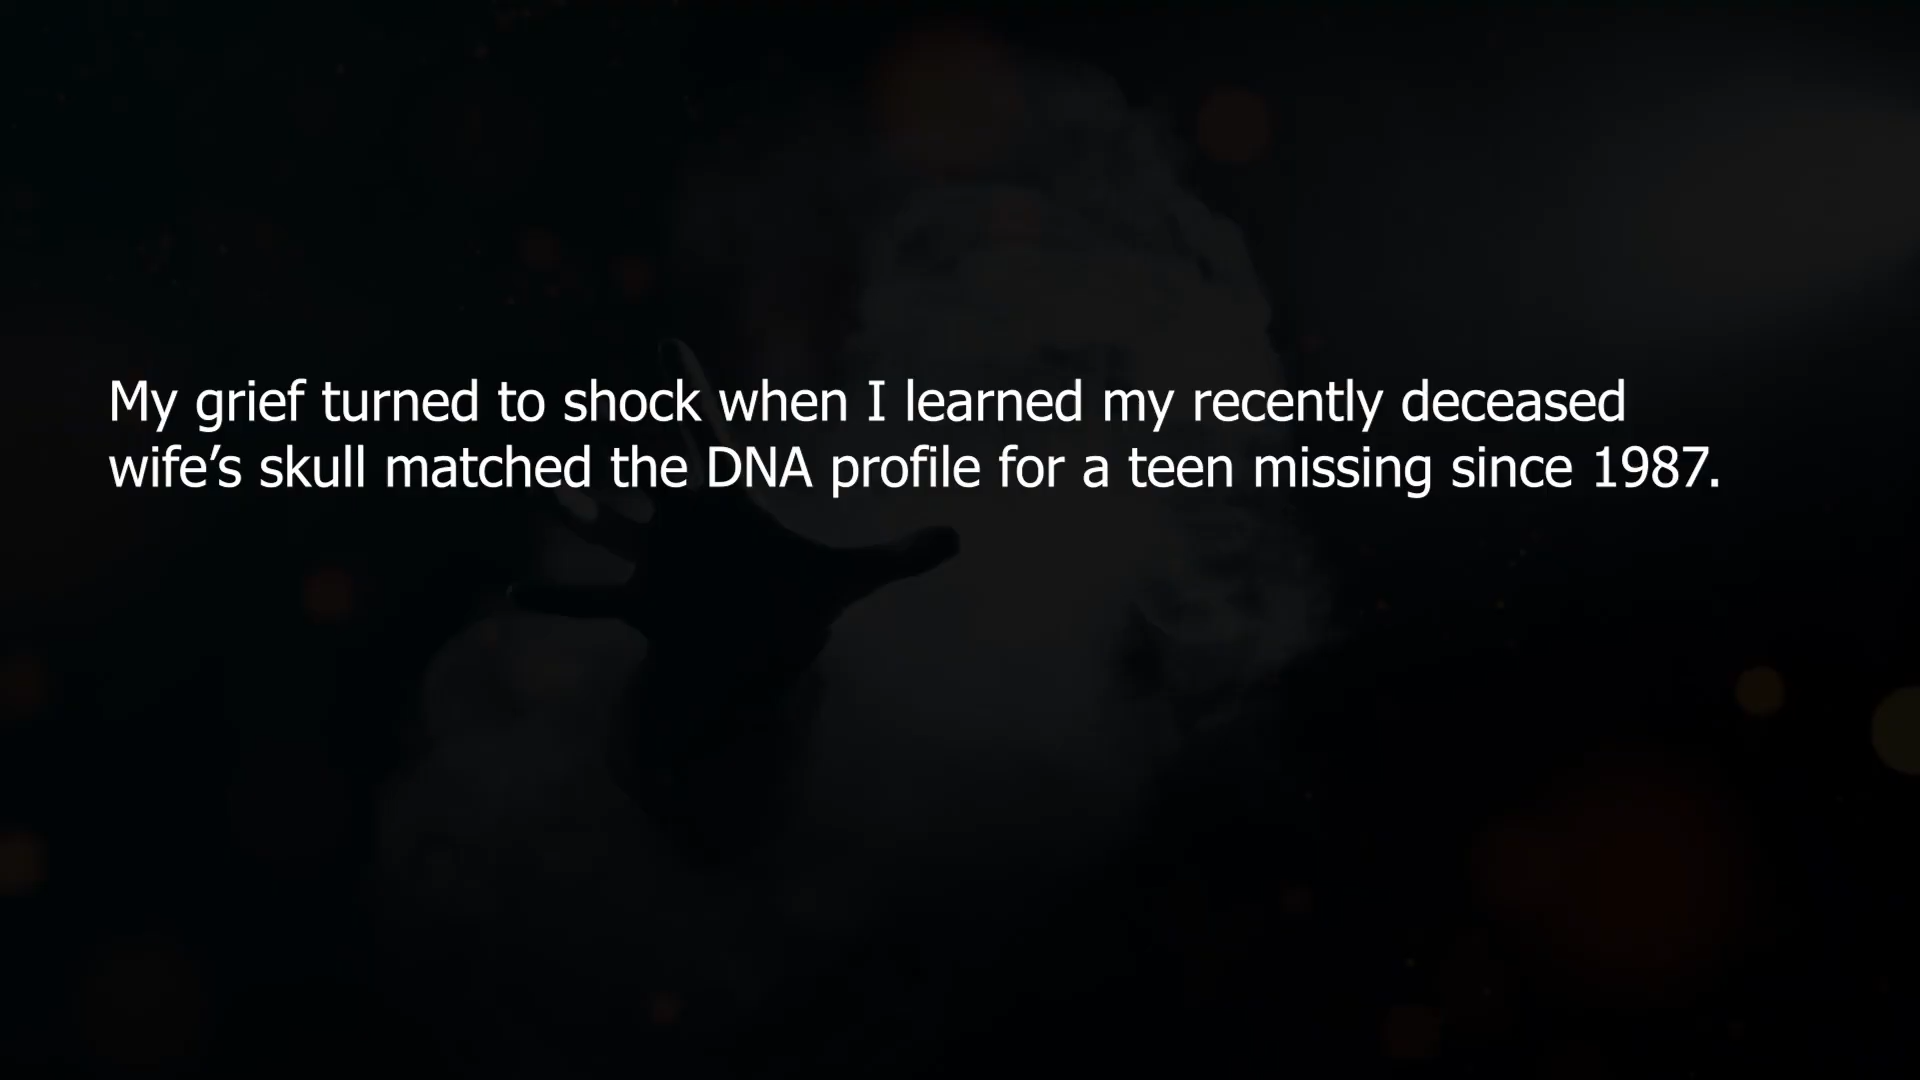 My grief turned to shock when I learned my recently deceased
wife’s skull matched the DNA profile for a teen missing since 1987.